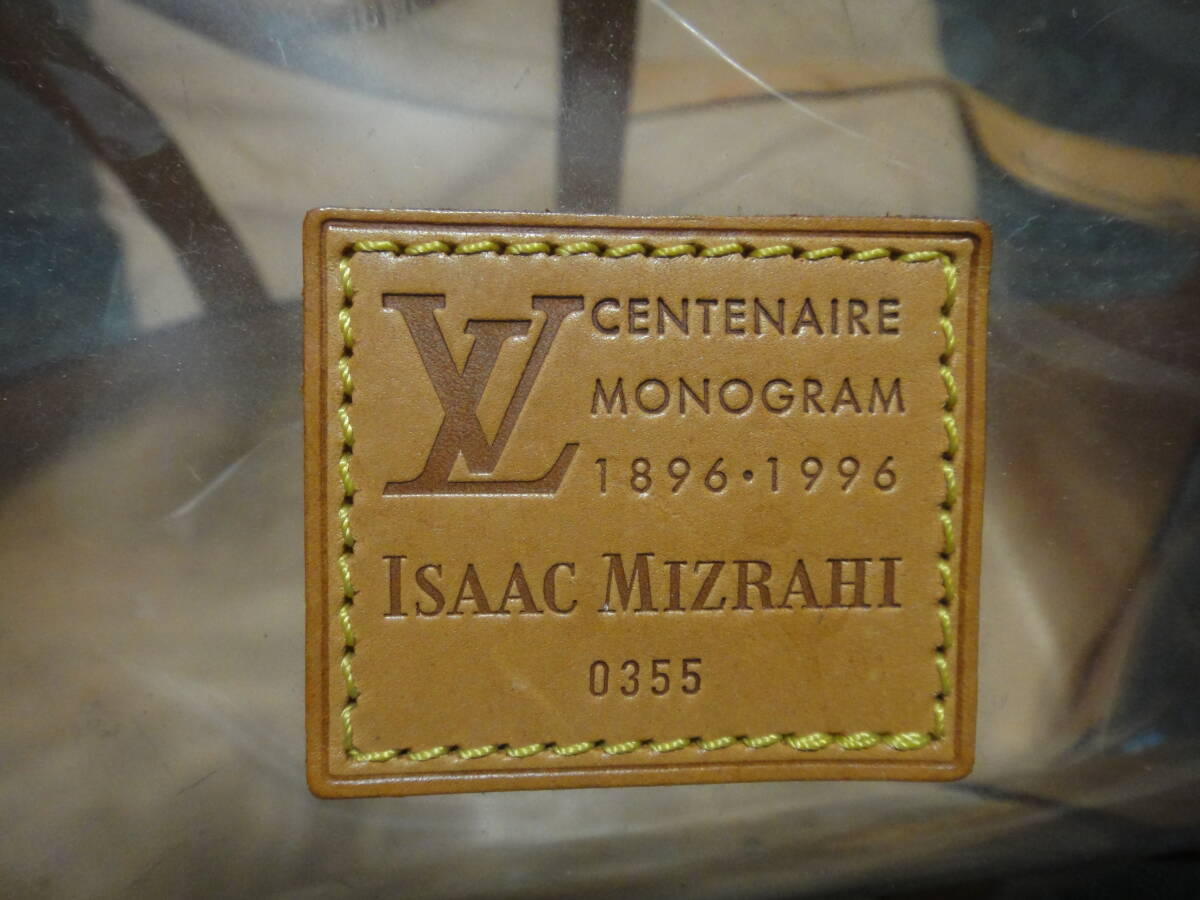 LV CENTENAIRE
MONOGRAM
1896•1996
ISAAC MIZRAHI
0355